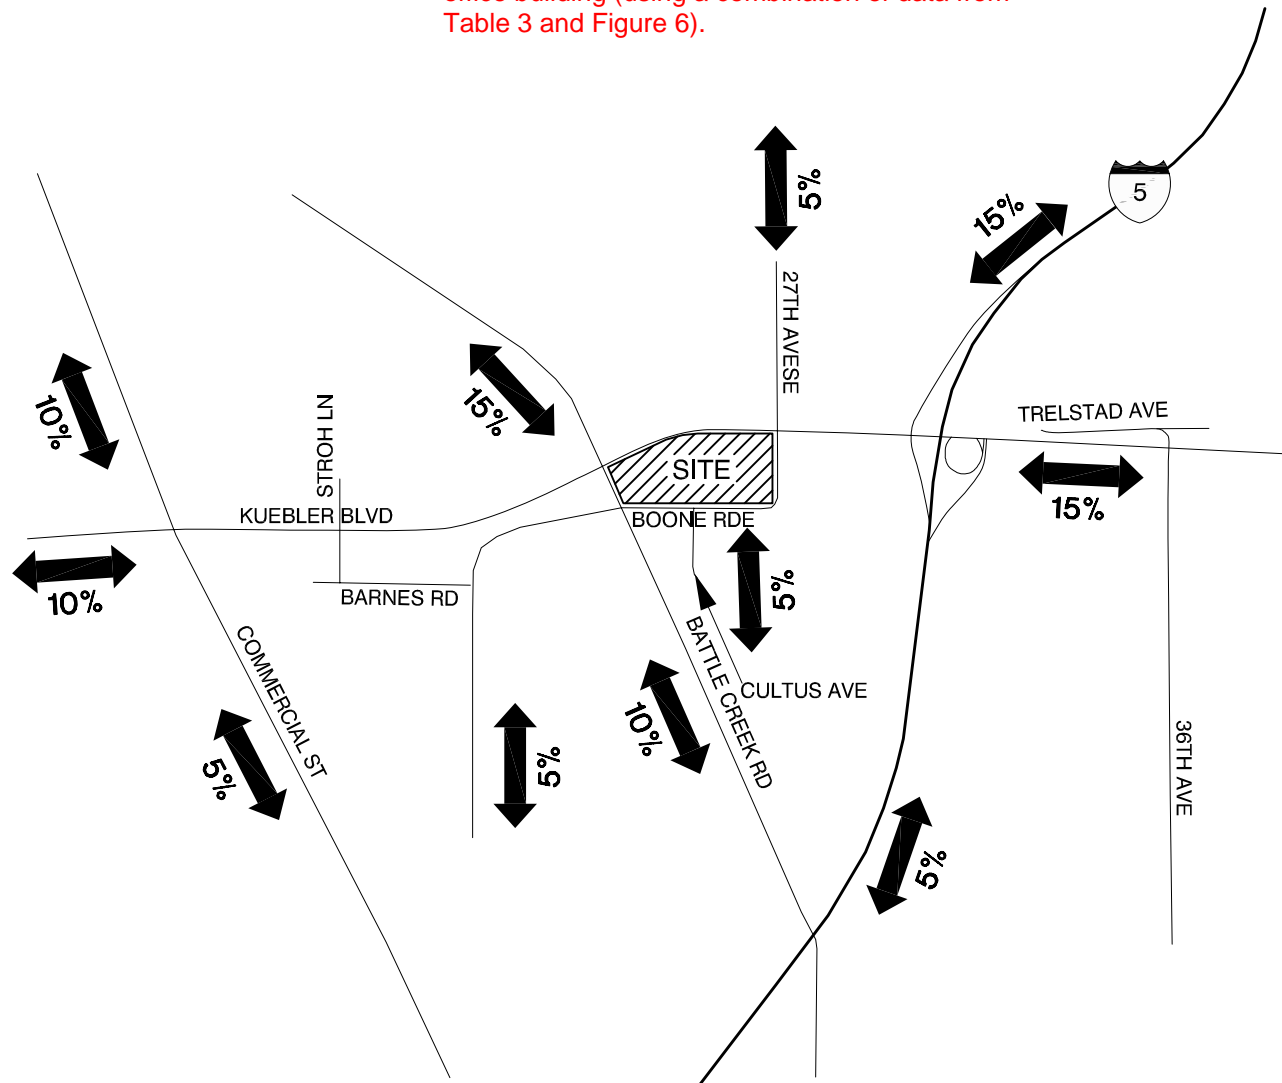 Table 3 and Figure 6).
5%
15%
5
27TH AVESE
10%
15%
STROH LN
TRELSTAD AVE
SITE
KUEBLER BLVD
BOONE RDE
15%
10%
BARNES RD
5%
BATTLE CREEK RD
CULTUS AVE
COMMERCIAL ST
10%
5%
5%
36TH AVE
5%